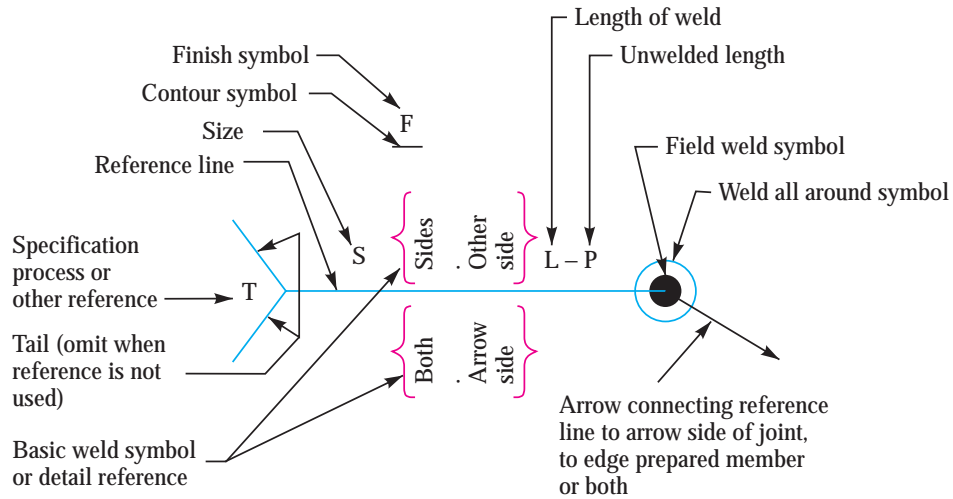 Length of weld
Finish symbol
Unwelded length
Contour symbol
F
Size
Field weld symbol
Reference line
Weld all around symbol
Specification
process or
other reference
T
S
Sides
. Other
side
L – P
Both
. Arrow
side
Tail (omit when
reference is not
used)
Basic weld symbol
or detail reference
Arrow connecting reference
line to arrow side of joint,
to edge prepared member
or both